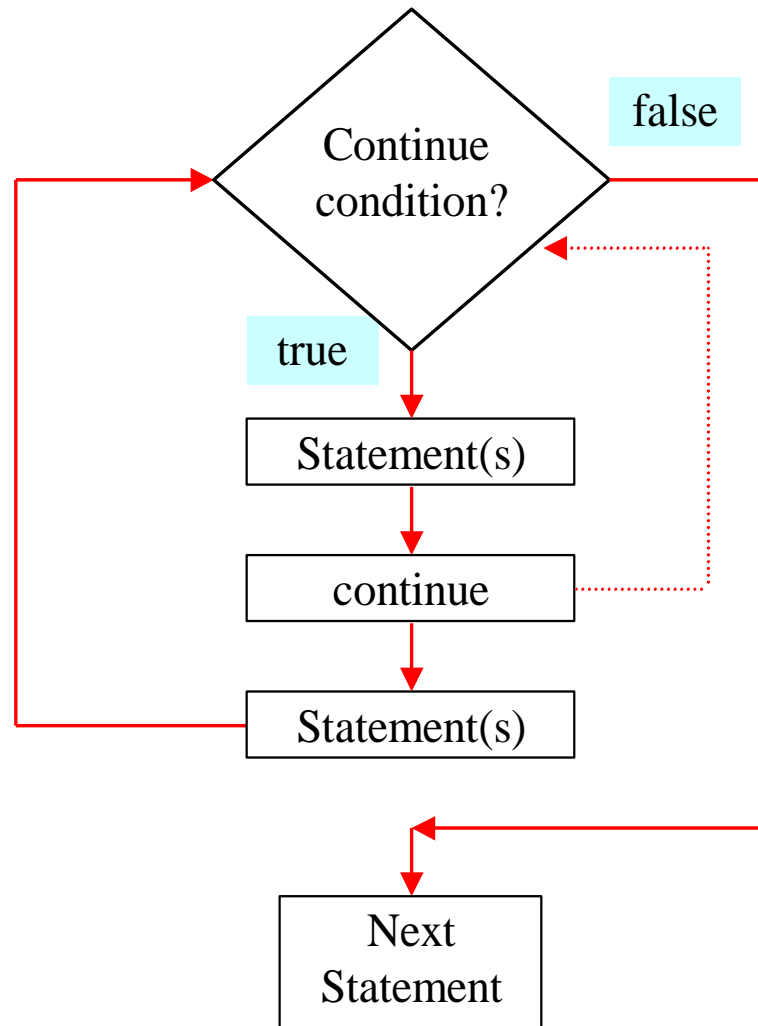 false
Continue
condition?
true
Statement(s)
continue
Statement(s)
Next
Statement